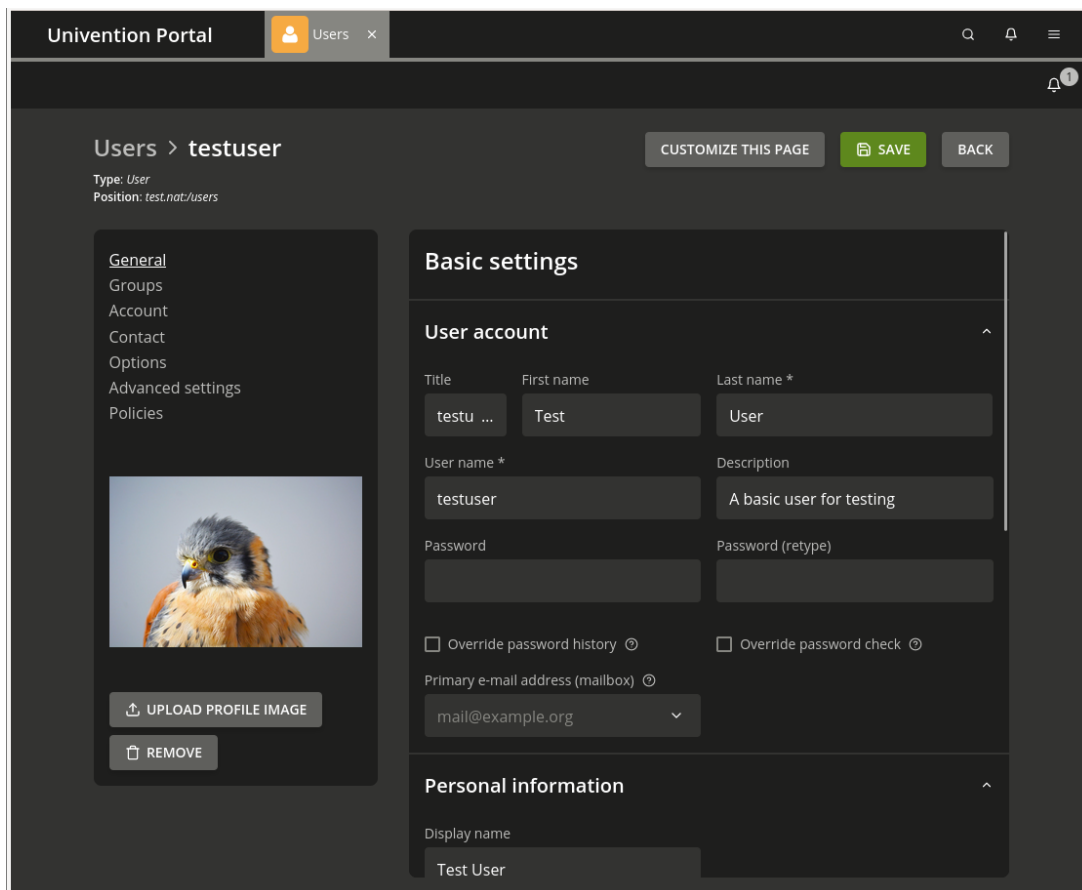 Univention Portal
Users ×
1
Users > testuser
CUSTOMIZE THIS PAGE
SAVE
BACK
Type: User
Position: test.nat:/users
General
Groups
Account
Contact
Options
Advanced settings
Policies
UPLOAD PROFILE IMAGE
REMOVE
Basic settings
User account
Title First name Last name *
testu ... Test User
User name * Description
testuser A basic user for testing
Password Password (retype)
Override password history Override password check
Primary e-mail address (mailbox)
mail@example.org
Personal information
Display name
Test User